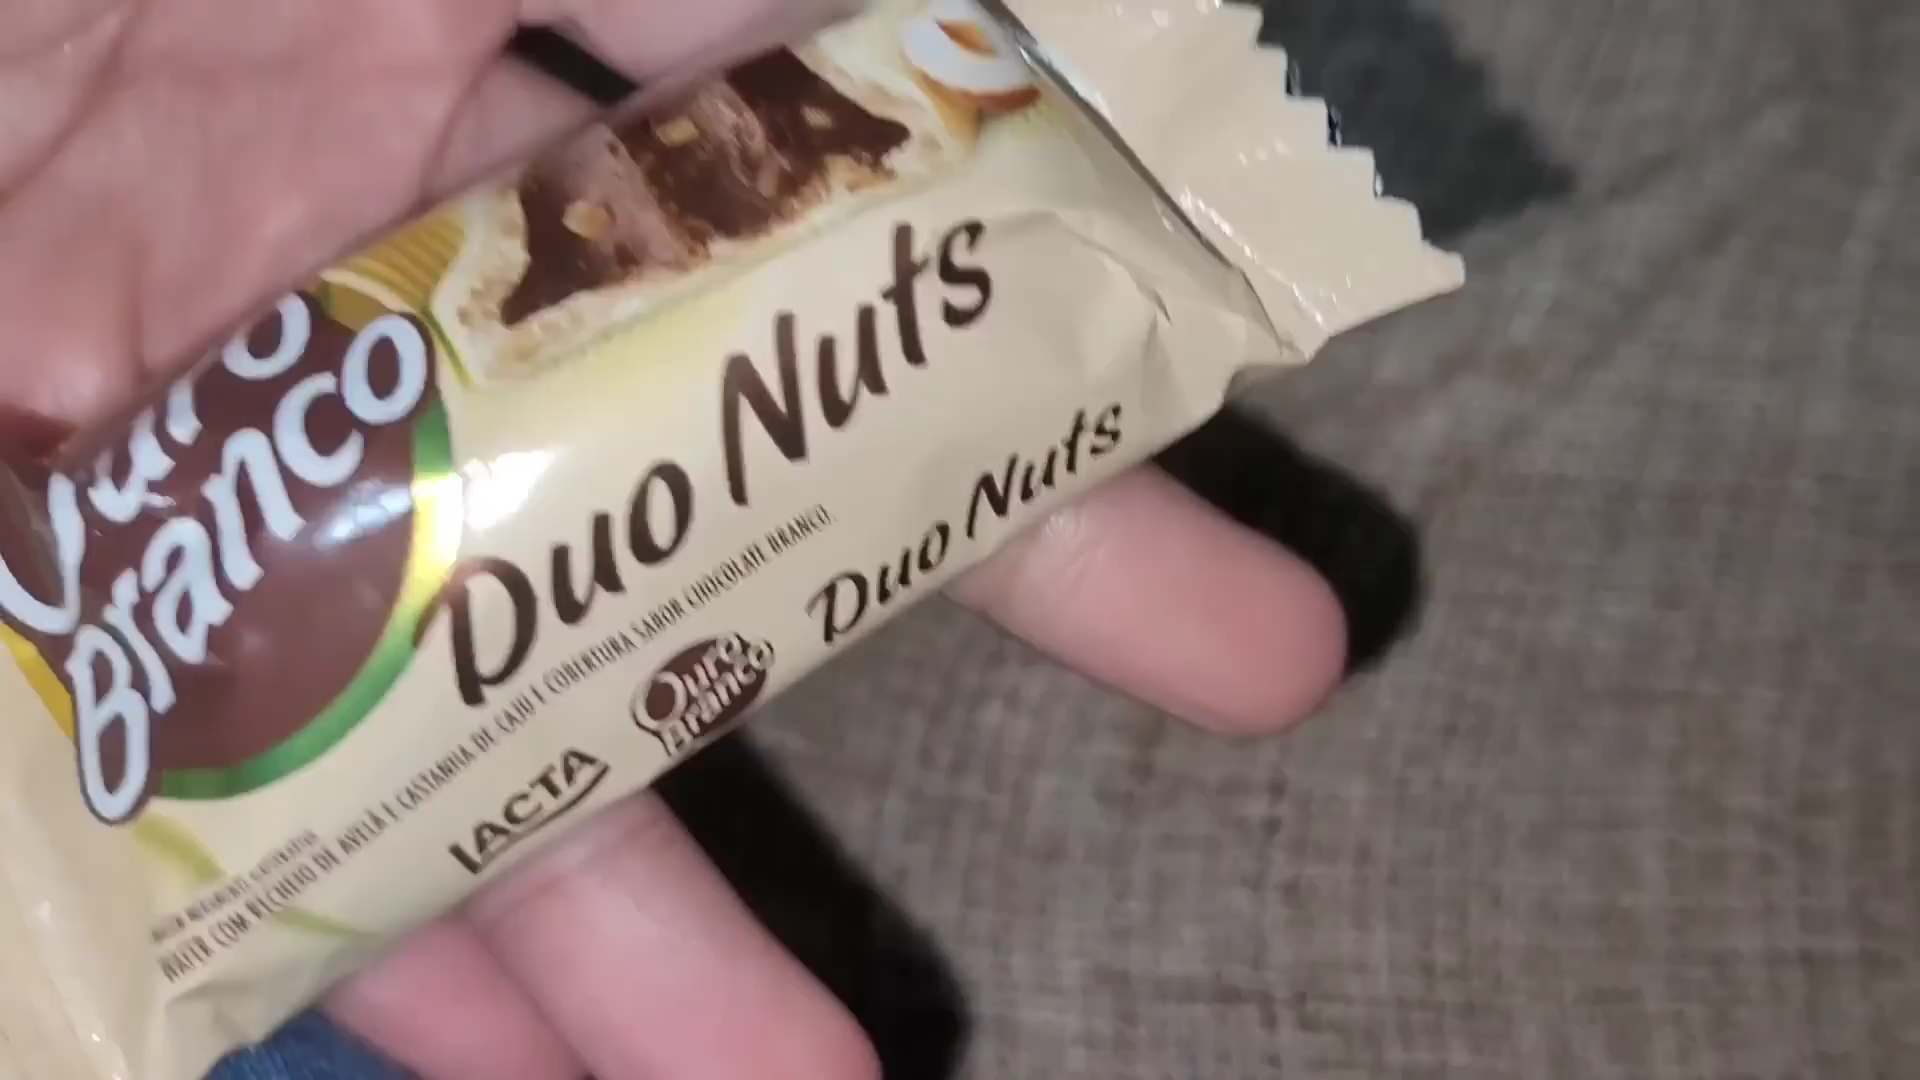 Ouro
Branco
Duo Nuts
WAFER COM RECHEIO DE AVELÃ E CASTANHA DE CAJU E COBERTURA SABOR CHOCOLATE BRANCO.
LACTA
Ouro
Branco
Duo Nuts